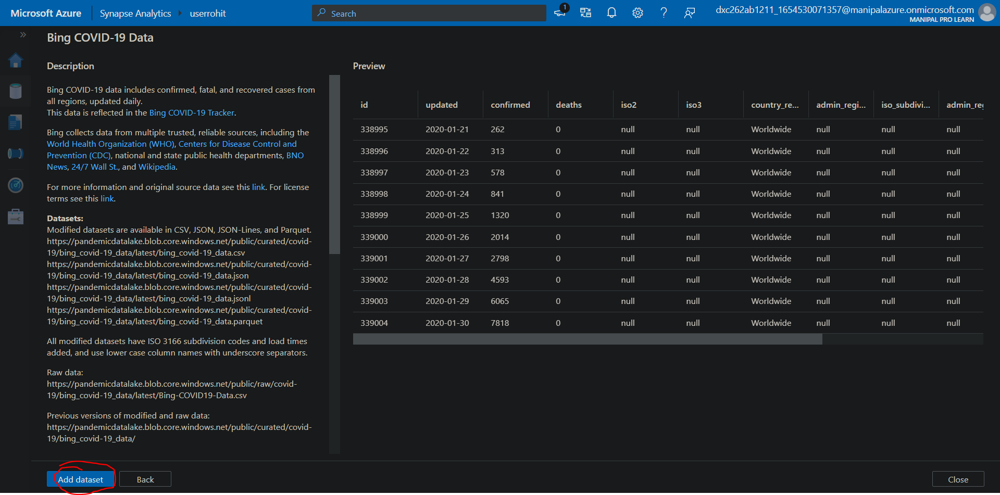 Microsoft Azure
Synapse Analytics
userrohit
Search
1
dxc262ab1211_1654530071357@manipalazure.onmicrosoft.com
MANIPAL PRO LEARN
Bing COVID-19 Data
Description
Bing COVID-19 data includes confirmed, fatal, and recovered cases from
all regions, updated daily.
This data is reflected in the Bing COVID-19 Tracker.
Bing collects data from multiple trusted, reliable sources, including the
World Health Organization (WHO), Centers for Disease Control and
Prevention (CDC), national and state public health departments, BNO
News, 24/7 Wall St., and Wikipedia.
For more information and original source data see this link. For license
terms see this link.
Datasets:
Modified datasets are available in CSV, JSON, JSON-Lines, and Parquet.
https://pandemicdatalake.blob.core.windows.net/public/curated/covid-
19/bing_covid-19_data/latest/bing_covid-19_data.csv
https://pandemicdatalake.blob.core.windows.net/public/curated/covid-
19/bing_covid-19_data/latest/bing_covid-19_data.json
https://pandemicdatalake.blob.core.windows.net/public/curated/covid-
19/bing_covid-19_data/latest/bing_covid-19_data.jsonl
https://pandemicdatalake.blob.core.windows.net/public/curated/covid-
19/bing_covid-19_data/latest/bing_covid-19_data.parquet
All modified datasets have ISO 3166 subdivision codes and load times
added, and use lower case column names with underscore separators.
Raw data:
https://pandemicdatalake.blob.core.windows.net/public/raw/covid-
19/bing_covid-19_data/latest/Bing-COVID19-Data.csv
Previous versions of modified and raw data:
https://pandemicdatalake.blob.core.windows.net/public/curated/covid-
19/bing_covid-19_data/
Preview
id updated confirmed deaths iso2 iso3 country_re... admin_regi... iso_subdivi... admin_reg
338995 2020-01-21 262 0 null null Worldwide null null null
338996 2020-01-22 313 0 null null Worldwide null null null
338997 2020-01-23 578 0 null null Worldwide null null null
338998 2020-01-24 841 0 null null Worldwide null null null
338999 2020-01-25 1320 0 null null Worldwide null null null
339000 2020-01-26 2014 0 null null Worldwide null null null
339001 2020-01-27 2798 0 null null Worldwide null null null
339002 2020-01-28 4593 0 null null Worldwide null null null
339003 2020-01-29 6065 0 null null Worldwide null null null
339004 2020-01-30 7818 0 null null Worldwide null null null
Add dataset
Back
Close